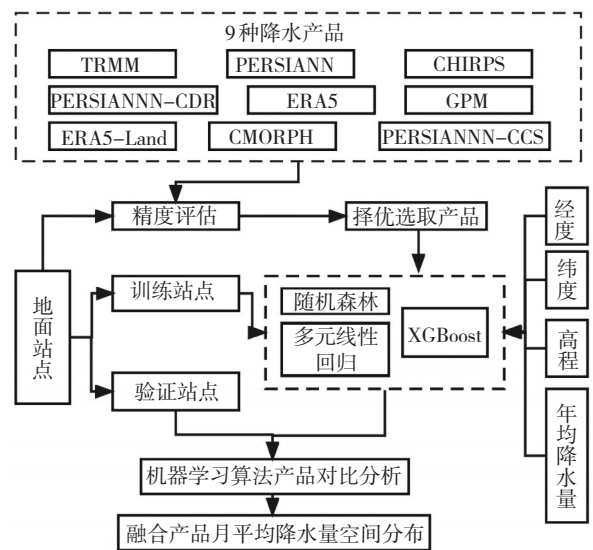 9种降水产品
TRMM
PERSIANN
CHIRPS
PERSIANNN-CDR
ERA5
GPM
ERA5-Land
CMORPH
PERSIANNN-CCS
精度评估
择优选取产品
地面站点
训练站点
验证站点
随机森林
多元线性
回归
XGBoost
经度
纬度
高程
年均降水量
机器学习算法产品对比分析
融合产品月平均降水量空间分布